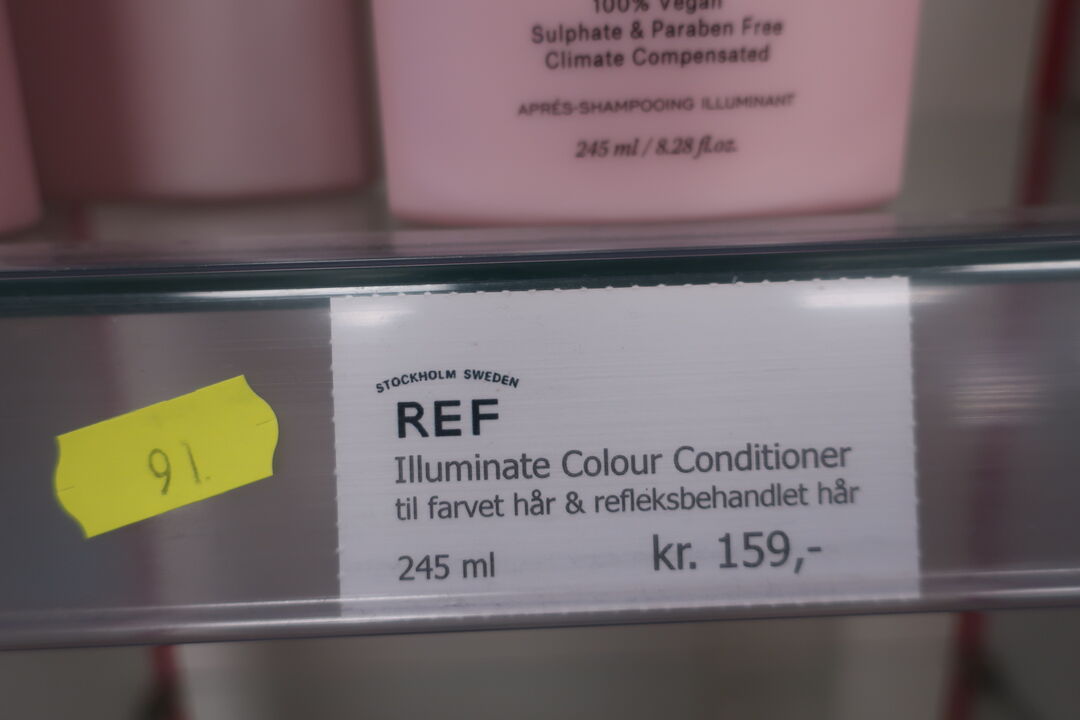 100% Vegan
Sulphate & Paraben Free
Climate Compensated
APRÉS-SHAMPOOING ILLUMINANT
245 ml / 8.28 fl.oz.
STOCKHOLM SWEDEN
REF
Illuminate Colour Conditioner
til farvet hår & refleksbehandlet hår
245 ml kr. 159,-
91.